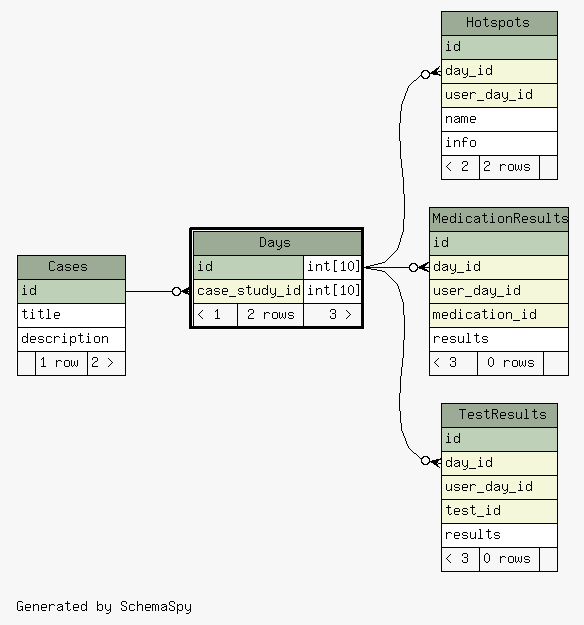 Hotspots
id
day_id
user_day_id
name
info
< 2 2 rows
MedicationResults
id
day_id
user_day_id
medication_id
results
< 3 0 rows
Days
id int[10]
case_study_id int[10]
< 1 2 rows 3 >
Cases
id
title
description
1 row 2 >
TestResults
id
day_id
user_day_id
test_id
results
< 3 0 rows
Generated by SchemaSpy